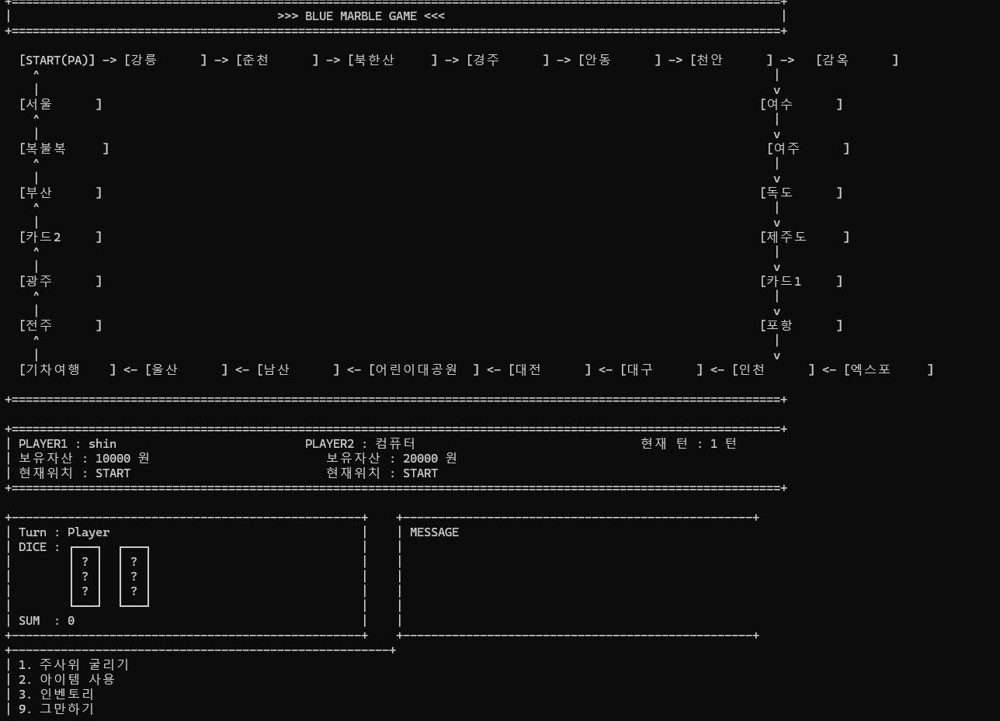 >>> BLUE MARBLE GAME <<<
[START(PA)] -> [강릉 ] -> [춘천 ] -> [북한산 ] -> [경주 ] -> [안동 ] -> [천안 ] -> [감옥 ]
^ |
| v
[서울 ] [여수 ]
^ |
| v
[복불복 ] [여주 ]
^ |
| v
[부산 ] [독도 ]
^ |
| v
[카드2 ] [제주도 ]
^ |
| v
[광주 ] [카드1 ]
^ |
| v
[전주 ] [포항 ]
^ |
| v
[기차여행 ] <- [울산 ] <- [남산 ] <- [어린이대공원 ] <- [대전 ] <- [대구 ] <- [인천 ] <- [엑스포 ]
PLAYER1 : shin PLAYER2 : 컴퓨터 현재 턴 : 1 턴
보유자산 : 10000 원 보유자산 : 20000 원
현재위치 : START 현재위치 : START
Turn : Player MESSAGE
DICE :
? ?
? ?
? ?
SUM : 0
1. 주사위 굴리기
2. 아이템 사용
3. 인벤토리
9. 그만하기